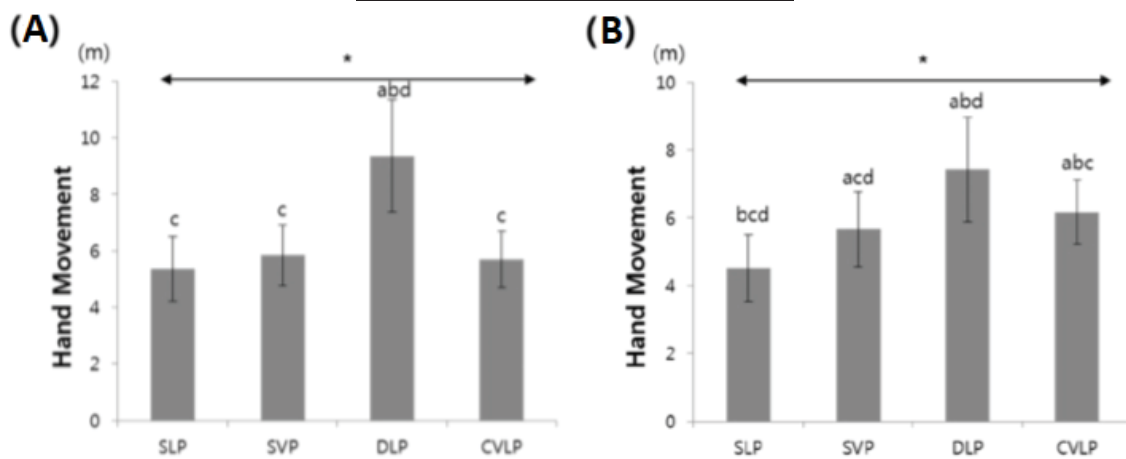 (A)
(m)
*
12
10
8
6
4
2
0
Hand Movement
c
c
abd
c
SLP
SVP
DLP
CVLP
(B)
(m)
*
10
8
6
4
2
0
Hand Movement
bcd
acd
abd
abc
SLP
SVP
DLP
CVLP